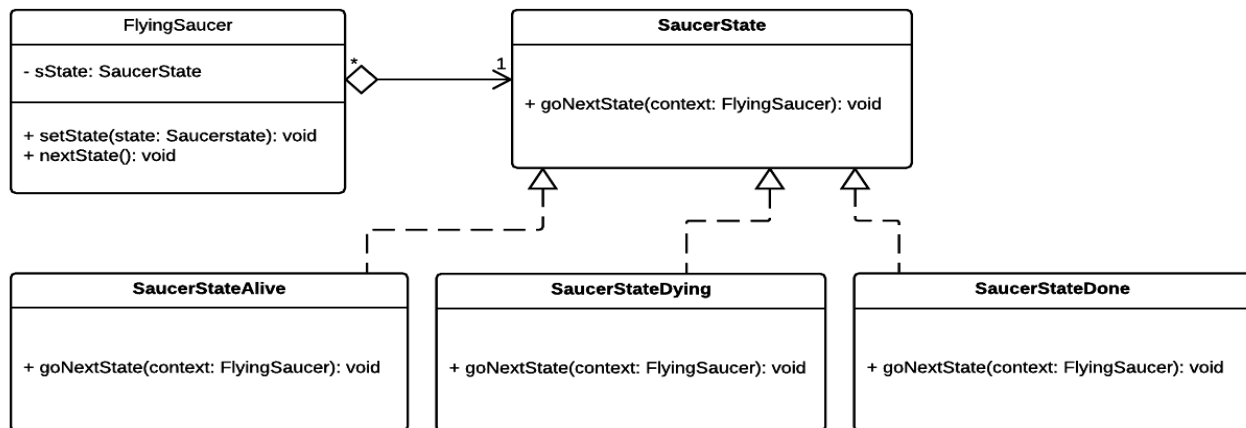 FlyingSaucer
- sState: SaucerState
+ setState(state: Saucerstate): void
+ nextState(): void
*
1
SaucerState
+ goNextState(context: FlyingSaucer): void
SaucerStateAlive
+ goNextState(context: FlyingSaucer): void
SaucerStateDying
+ goNextState(context: FlyingSaucer): void
SaucerStateDone
+ goNextState(context: FlyingSaucer): void